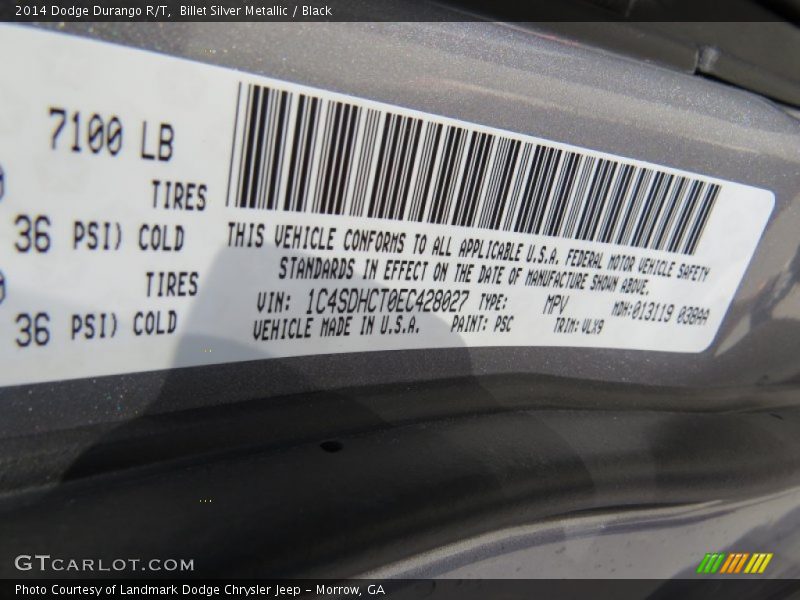 2014 Dodge Durango R/T,  Billet Silver Metallic / Black
7100 LB
TIRES
36 PSI) COLD
TIRES
36 PSI) COLD
THIS VEHICLE CONFORMS TO ALL APPLICABLE U.S.A. FEDERAL MOTOR VEHICLE SAFETY
STANDARDS IN EFFECT ON THE DATE OF MANUFACTURE SHOWN ABOVE.
VIN: 1C4SDHCT0EC428027 TYPE: MPV MDH:013119 038AA
VEHICLE MADE IN U.S.A. PAINT: PSC TRIM:VLX9
GTCARLOT.COM
Photo Courtesy of Landmark Dodge Chrysler Jeep – Morrow, GA